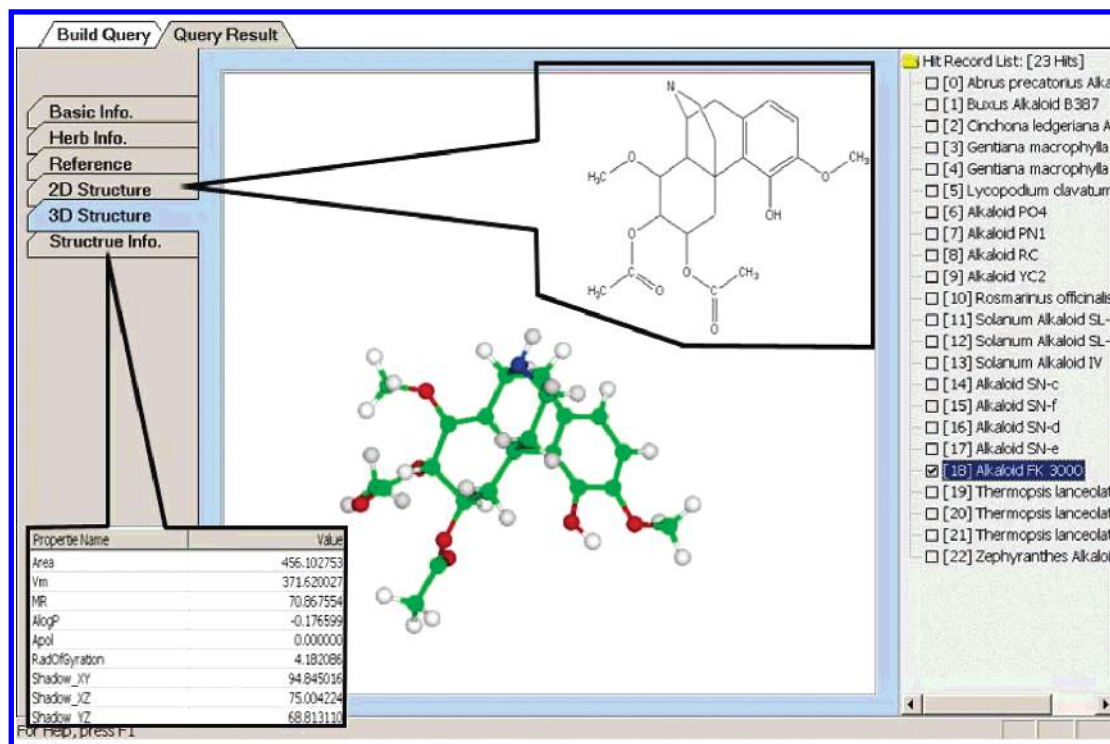 Build Query
Query Result
Basic Info.
Herb Info.
Reference
2D Structure
3D Structure
Structrue Info.
N
H₃C
O
O
CH₃
OH
O
O
C
CH₃
H₃C
O
C
O
Propertie Name Value
Area 456.102753
Vm 371.620027
MR 70.867554
AlogP -0.176599
Apol 0.000000
RadOfGyration 4.182086
Shadow_XY 94.845016
Shadow_XZ 75.004224
Shadow_YZ 68.813110
For Help, press F1
Hit Record List: [23 Hits]
[0] Abrus precatorius Alka
[1] Buxus Alkaloid B387
[2] Cinchona ledgeriana A
[3] Gentiana macrophylla
[4] Gentiana macrophylla
[5] Lycopodium clavatum
[6] Alkaloid PO4
[7] Alkaloid PN1
[8] Alkaloid RC
[9] Alkaloid YC2
[10] Rosmarinus officinalis
[11] Solanum Alkaloid SL-
[12] Solanum Alkaloid SL-
[13] Solanum Alkaloid IV
[14] Alkaloid SN-c
[15] Alkaloid SN-f
[16] Alkaloid SN-d
[17] Alkaloid SN-e
[18] Alkaloid FK 3000
[19] Thermopsis lanceolat
[20] Thermopsis lanceolat
[21] Thermopsis lanceolat
[22] Zephyranthes Alkaloi